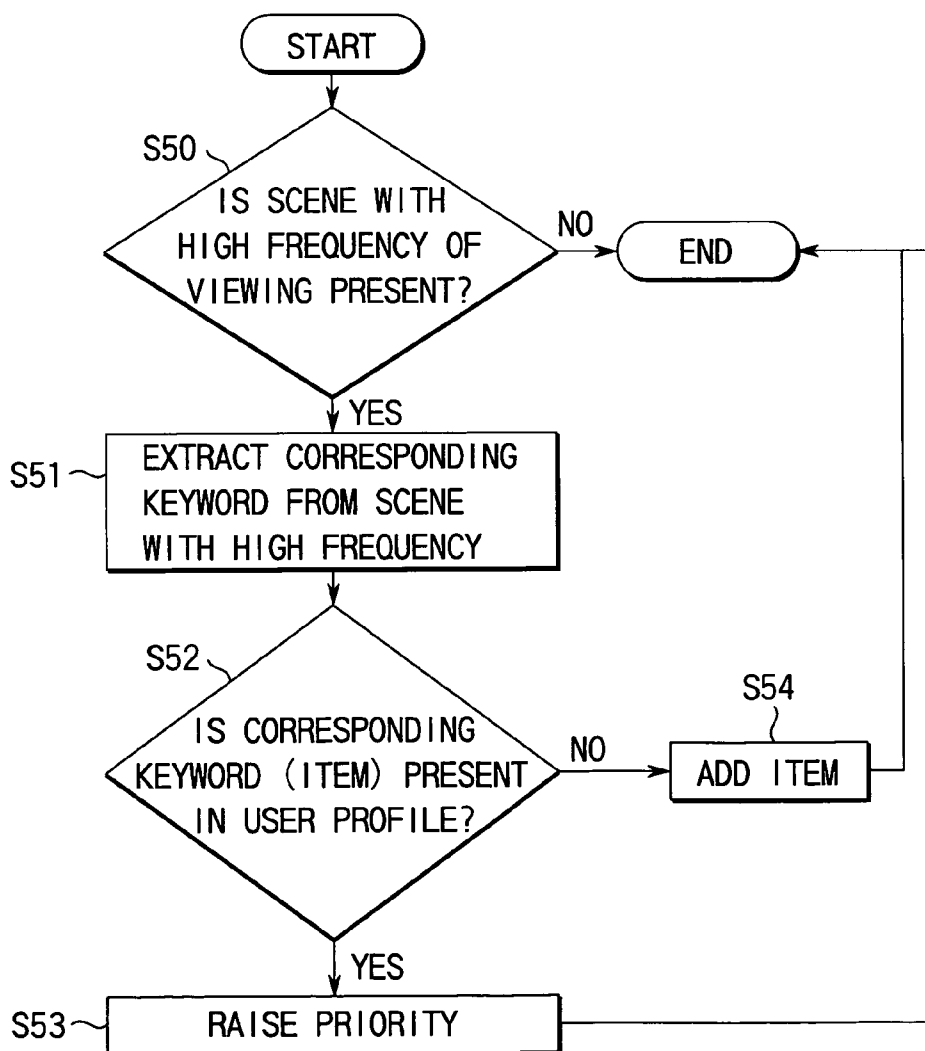 START
S50
IS SCENE WITH
HIGH FREQUENCY OF
VIEWING PRESENT?
NO
END
YES
S51
EXTRACT CORRESPONDING
KEYWORD FROM SCENE
WITH HIGH FREQUENCY
S52
IS CORRESPONDING
KEYWORD (ITEM) PRESENT
IN USER PROFILE?
NO
S54
ADD ITEM
YES
S53
RAISE PRIORITY